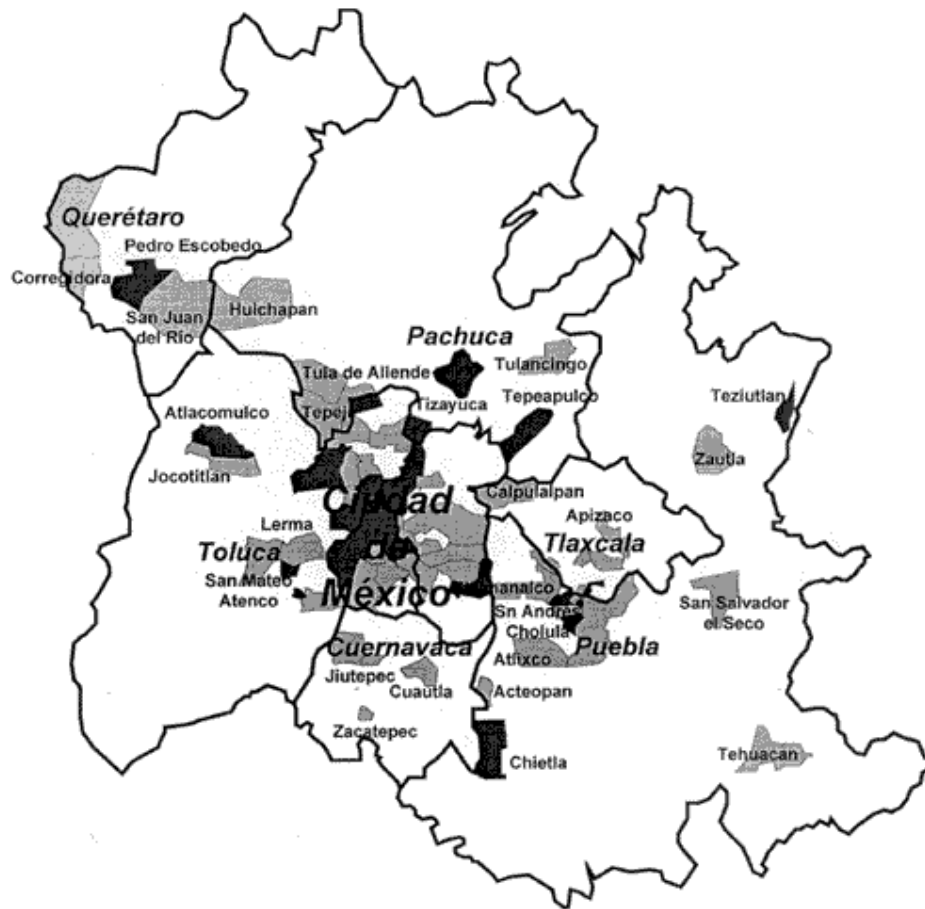 Querétaro
Pedro Escobedo
Corregidora
San Juan
del Río
Huichapan
Pachuca
Tula de Allende
Tulancingo
Tepeji
Tizayuca
Tepeapulco
Teziutlan
Atlacomulco
Zautla
Jocotitlan
Ciudad
de
México
Calpulalpan
Lerma
Apizaco
Toluca
Tlaxcala
San Mateo
Atenco
Sn Andrés
Cholula
San Salvador
el Seco
Cuernavaca
Puebla
Jiutepec
Atlixco
Cuautla
Acteopan
Zacatepec
Chietla
Tehuacan